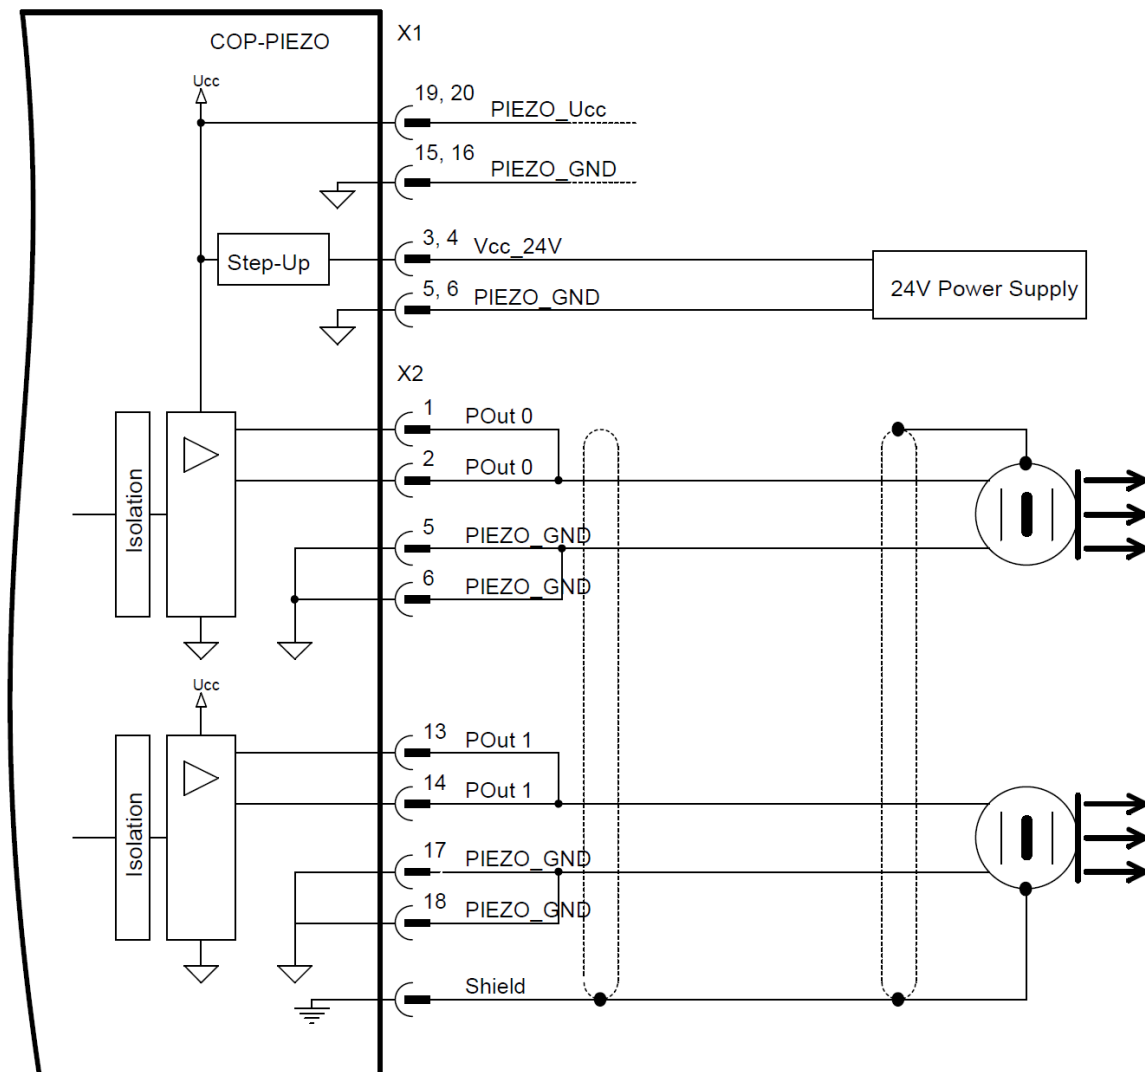 COP-PIEZO
X1
Ucc
19, 20
PIEZO_Ucc
15, 16
PIEZO_GND
3, 4
Vcc_24V
Step-Up
5, 6
PIEZO_GND
24V Power Supply
X2
1
POut 0
2
POut 0
Isolation
5
PIEZO_GND
6
PIEZO_GND
Ucc
13
POut 1
14
POut 1
Isolation
17
PIEZO_GND
18
PIEZO_GND
Shield